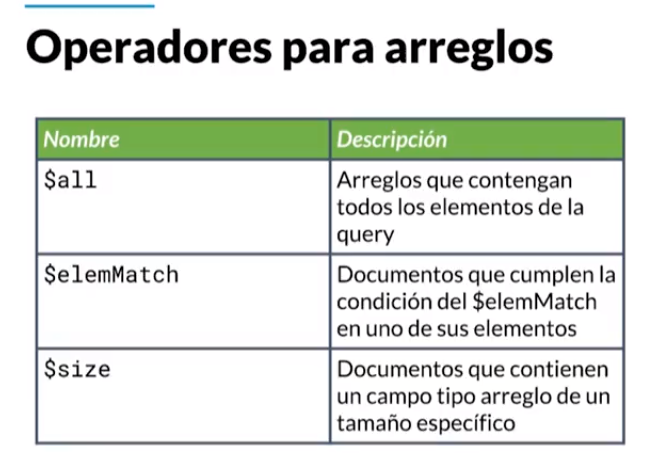 Operadores para arreglos
Nombre
Descripción
$all
Arreglos que contengan
todos los elementos de la
query
$elemMatch
Documentos que cumplen la
condición del $elemMatch
en uno de sus elementos
$size
Documentos que contienen
un campo tipo arreglo de un
tamaño específico